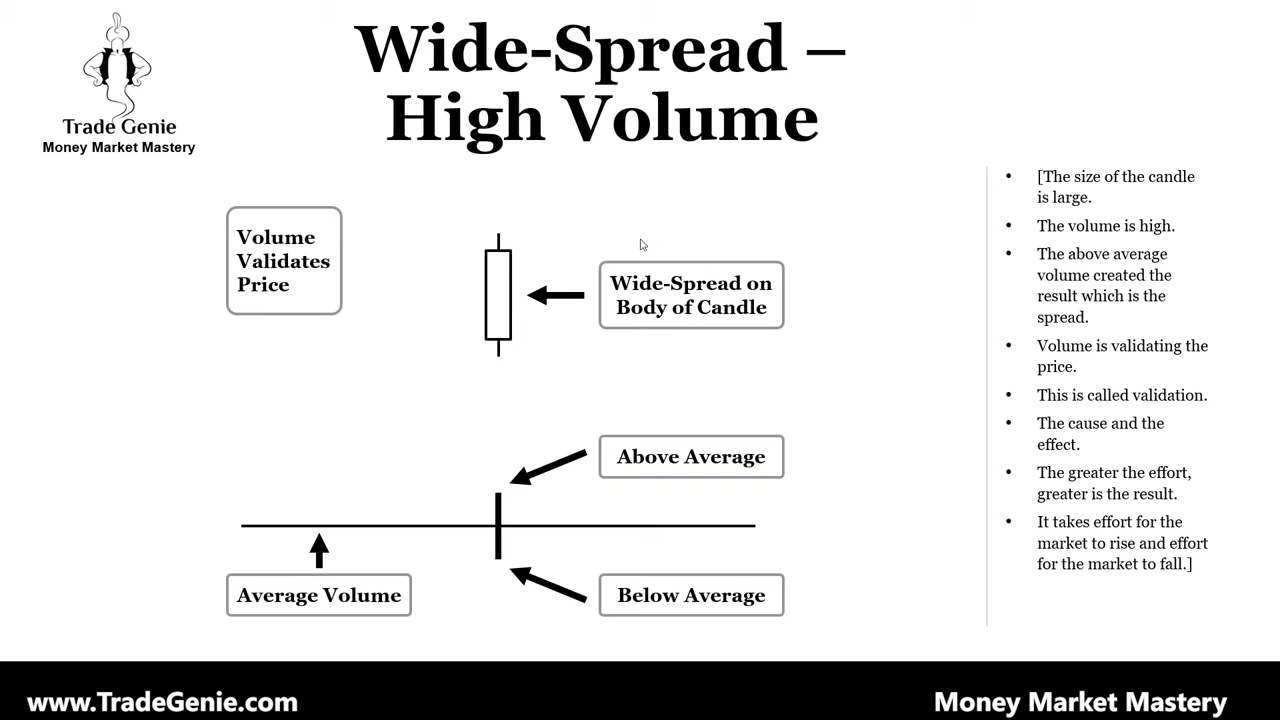 Trade Genie
Money Market Mastery
Wide-Spread –
High Volume
Volume
Validates
Price
Wide-Spread on
Body of Candle
Above Average
Average Volume
Below Average
• [The size of the candle
is large.
• The volume is high.
• The above average
volume created the
result which is the
spread.
• Volume is validating the
price.
• This is called validation.
• The cause and the
effect.
• The greater the effort,
greater is the result.
• It takes effort for the
market to rise and effort
for the market to fall.]
www.TradeGenie.com
Money Market Mastery